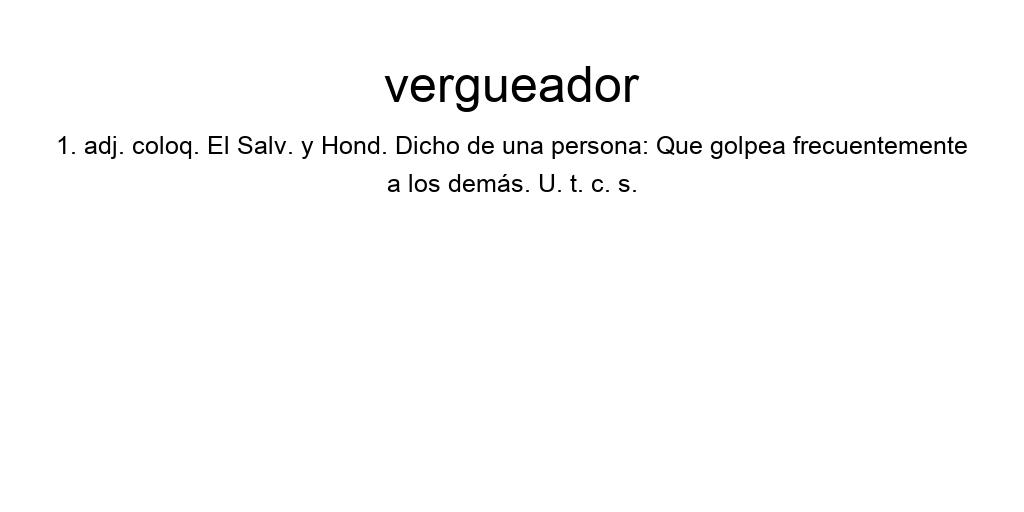 vergueador
1. adj. coloq. El Salv. y Hond. Dicho de una persona: Que golpea frecuentemente
a los demás. U. t. c. s.